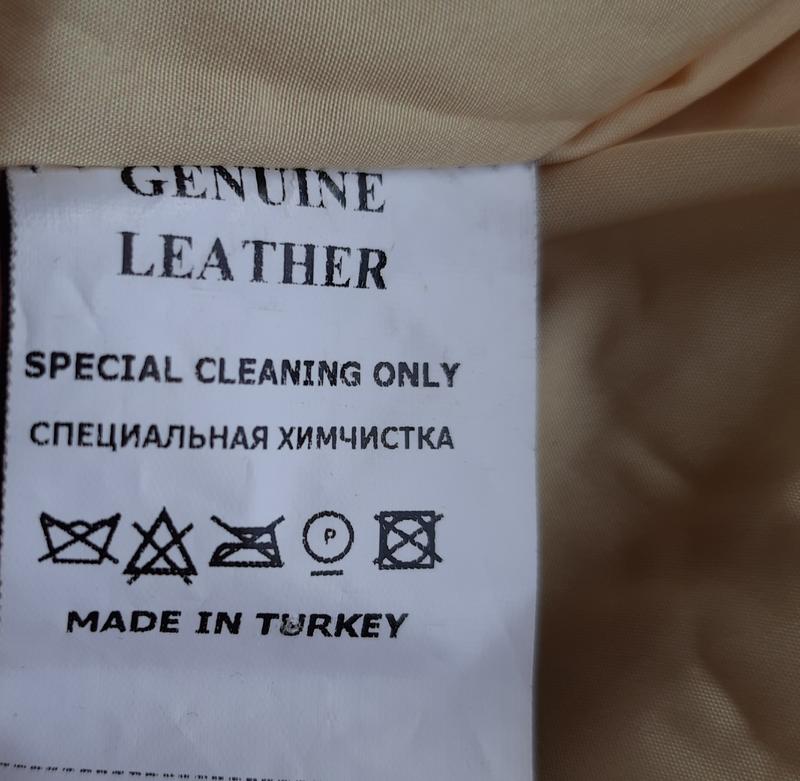 GENUINE
LEATHER
SPECIAL CLEANING ONLY
СПЕЦИАЛЬНАЯ ХИМЧИСТКА
P
MADE IN TURKEY